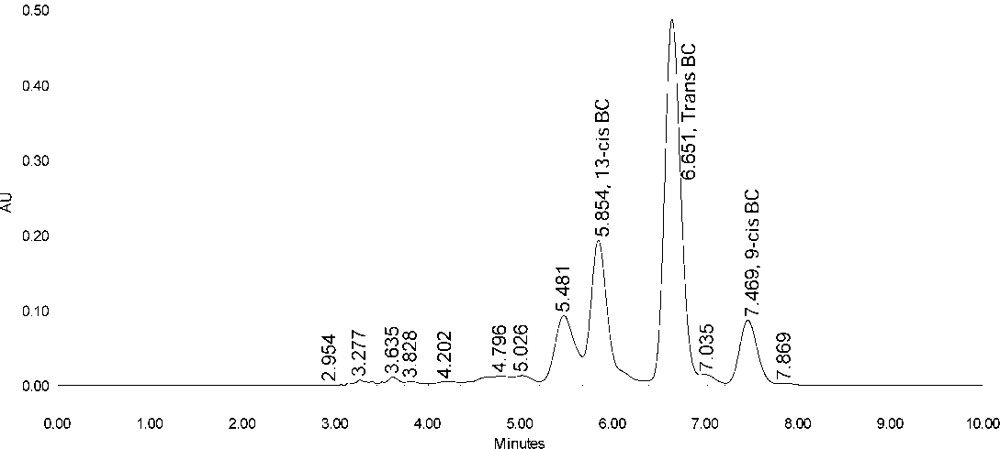 0.50
0.40
0.30
0.20
0.10
0.00
AU
2.954
3.277
3.635
3.828
4.202
4.796
5.026
5.481
5.854, 13-cis BC
6.651, Trans BC
7.035
7.469, 9-cis BC
7.869
0.00 1.00 2.00 3.00 4.00 5.00 6.00 7.00 8.00 9.00 10.00
Minutes